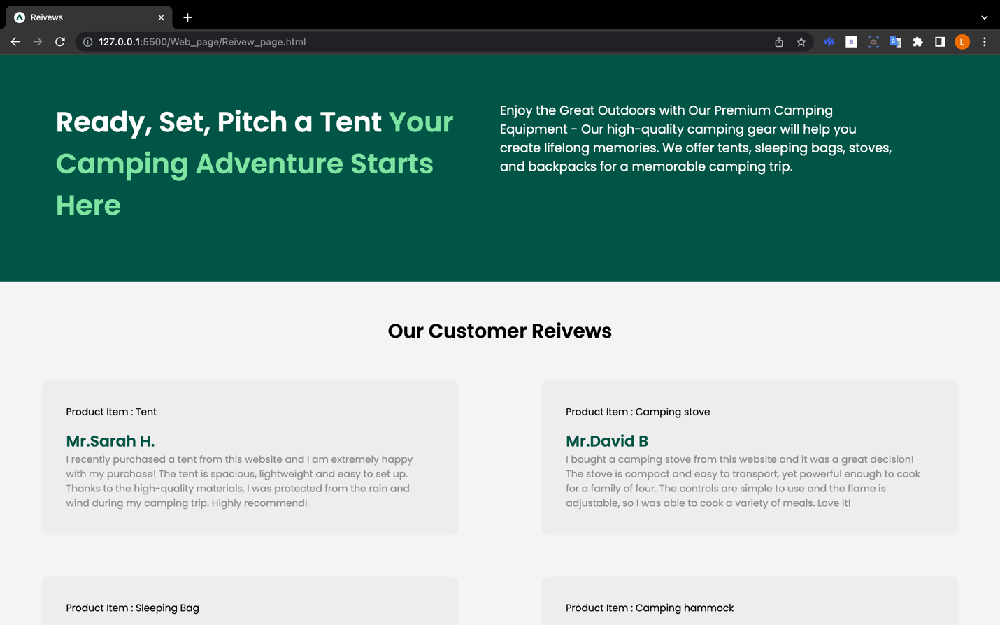 Reivews
127.0.0.1:5500/Web_page/Reivew_page.html
B
G
L
Ready, Set, Pitch a Tent Your
Camping Adventure Starts
Here
Enjoy the Great Outdoors with Our Premium Camping
Equipment - Our high-quality camping gear will help you
create lifelong memories. We offer tents, sleeping bags, stoves,
and backpacks for a memorable camping trip.
Our Customer Reivews
Product Item : Tent
Mr.Sarah H.
I recently purchased a tent from this website and I am extremely happy
with my purchase! The tent is spacious, lightweight and easy to set up.
Thanks to the high-quality materials, I was protected from the rain and
wind during my camping trip. Highly recommend!
Product Item : Camping stove
Mr.David B
I bought a camping stove from this website and it was a great decision!
The stove is compact and easy to transport, yet powerful enough to cook
for a family of four. The controls are simple to use and the flame is
adjustable, so I was able to cook a variety of meals. Love it!
Product Item : Sleeping Bag
Product Item : Camping hammock